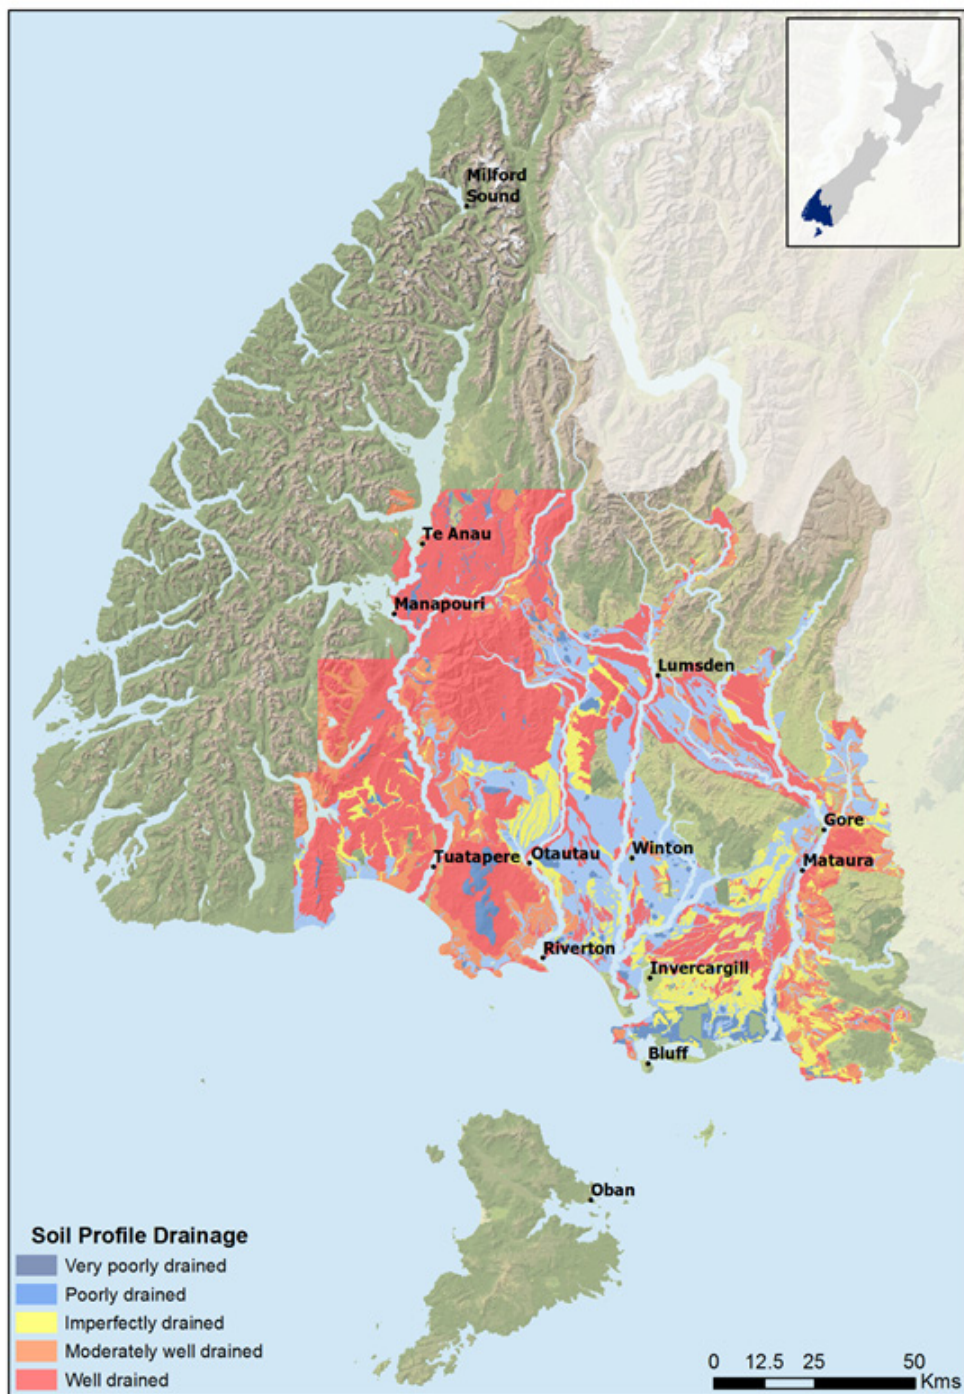 Milford
Sound
Te Anau
Manapouri
Lumsden
Gore
Tuatapere
Otautau
Winton
Mataura
Riverton
Invercargill
Bluff
Oban
Soil Profile Drainage
Very poorly drained
Poorly drained
Imperfectly drained
Moderately well drained
Well drained
0 12.5 25 50
Kms